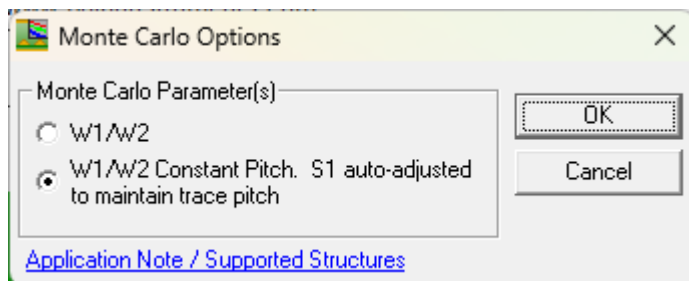 Monte Carlo Options
Monte Carlo Parameter(s)
W1/W2
W1/W2 Constant Pitch.  S1 auto-adjusted
to maintain trace pitch
OK
Cancel
Application Note / Supported Structures